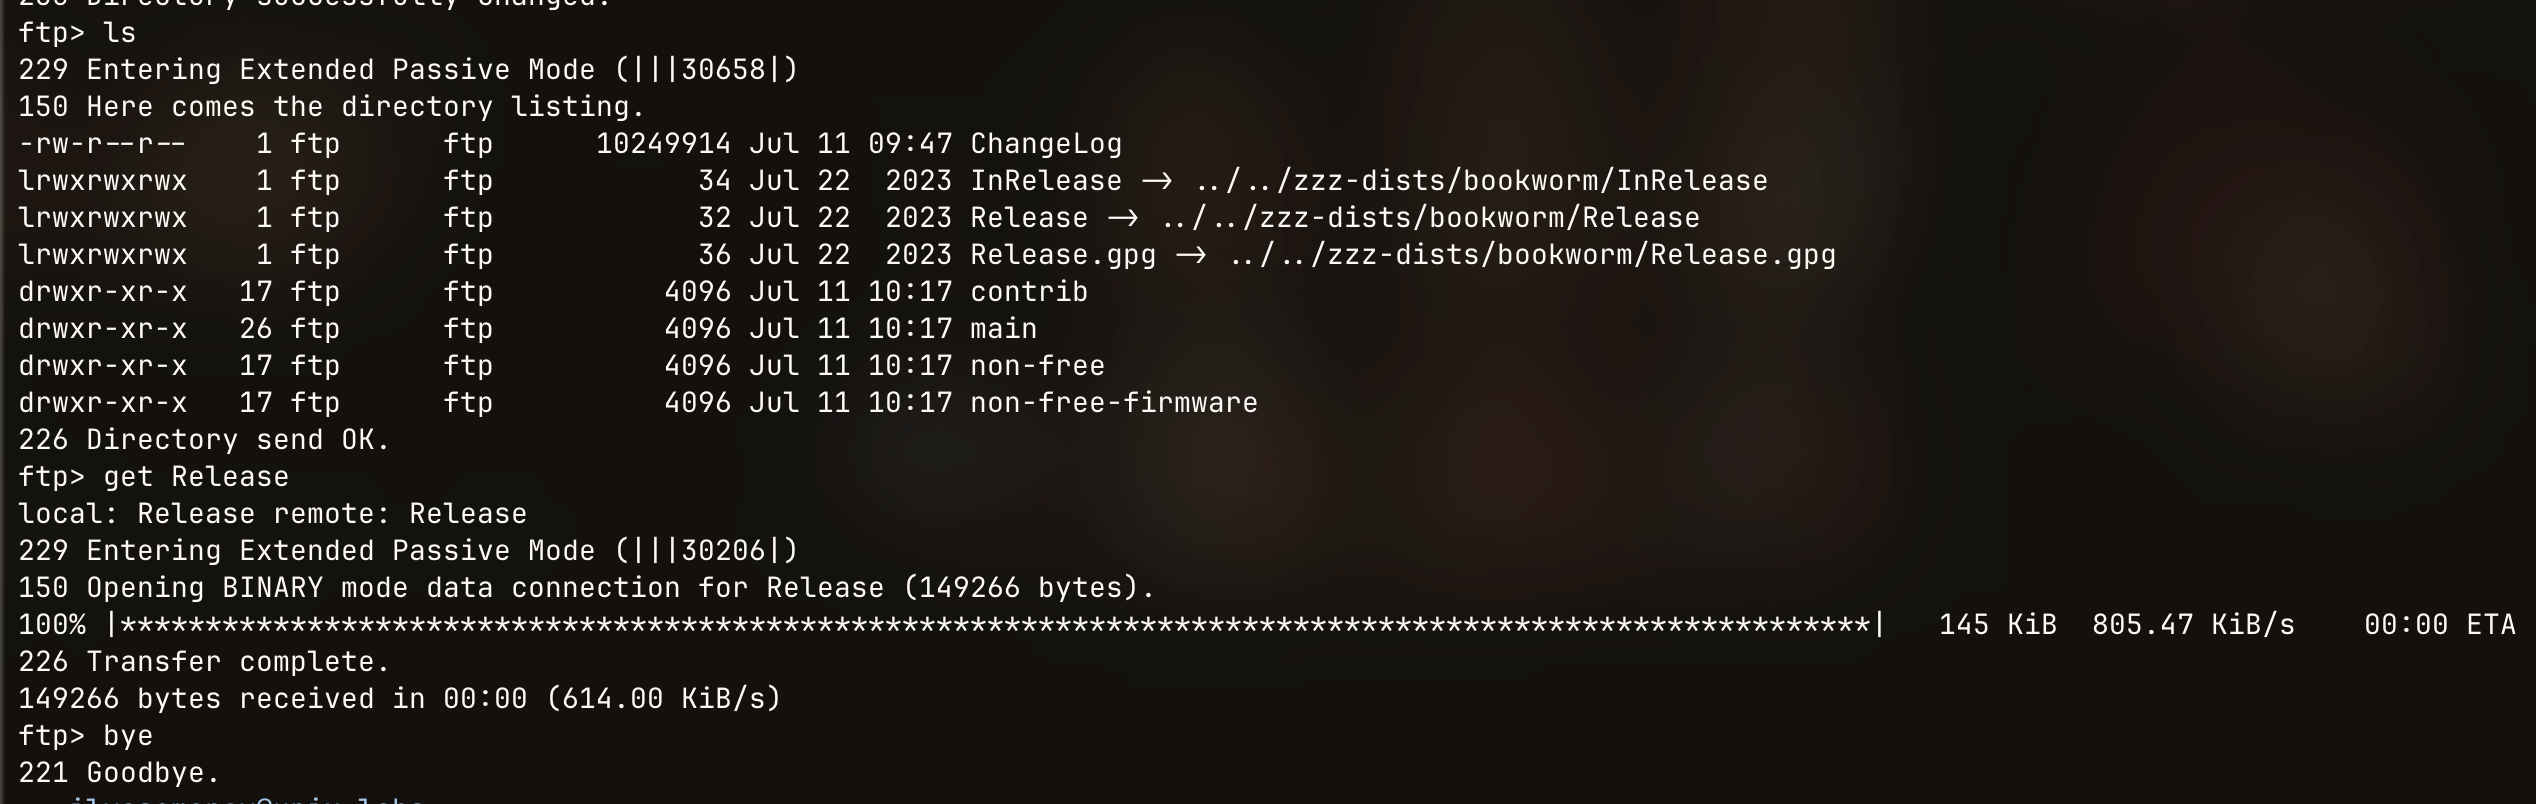 ftp> ls
229 Entering Extended Passive Mode (|||30658|)
150 Here comes the directory listing.
-rw-r--r--    1 ftp      ftp      10249914 Jul 11 09:47 ChangeLog
lrwxrwxrwx    1 ftp      ftp            34 Jul 22  2023 InRelease -> ../../zzz-dists/bookworm/InRelease
lrwxrwxrwx    1 ftp      ftp            32 Jul 22  2023 Release -> ../../zzz-dists/bookworm/Release
lrwxrwxrwx    1 ftp      ftp            36 Jul 22  2023 Release.gpg -> ../../zzz-dists/bookworm/Release.gpg
drwxr-xr-x   17 ftp      ftp          4096 Jul 11 10:17 contrib
drwxr-xr-x   26 ftp      ftp          4096 Jul 11 10:17 main
drwxr-xr-x   17 ftp      ftp          4096 Jul 11 10:17 non-free
drwxr-xr-x   17 ftp      ftp          4096 Jul 11 10:17 non-free-firmware
226 Directory send OK.
ftp> get Release
local: Release remote: Release
229 Entering Extended Passive Mode (|||30206|)
150 Opening BINARY mode data connection for Release (149266 bytes).
100% |*******************************************************************************************************|   145 KiB  805.47 KiB/s    00:00 ETA
226 Transfer complete.
149266 bytes received in 00:00 (614.00 KiB/s)
ftp> bye
221 Goodbye.